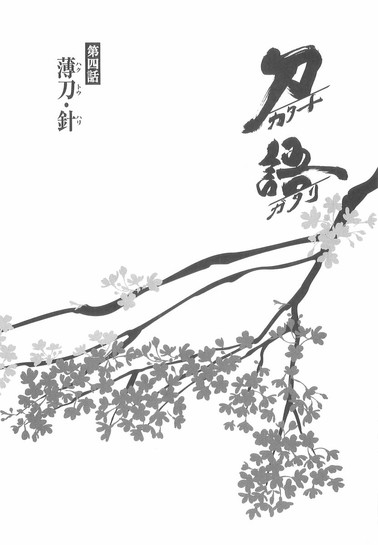 刀語
カタナガタリ
第四話
薄刀・針
ハクトウ・ハリ